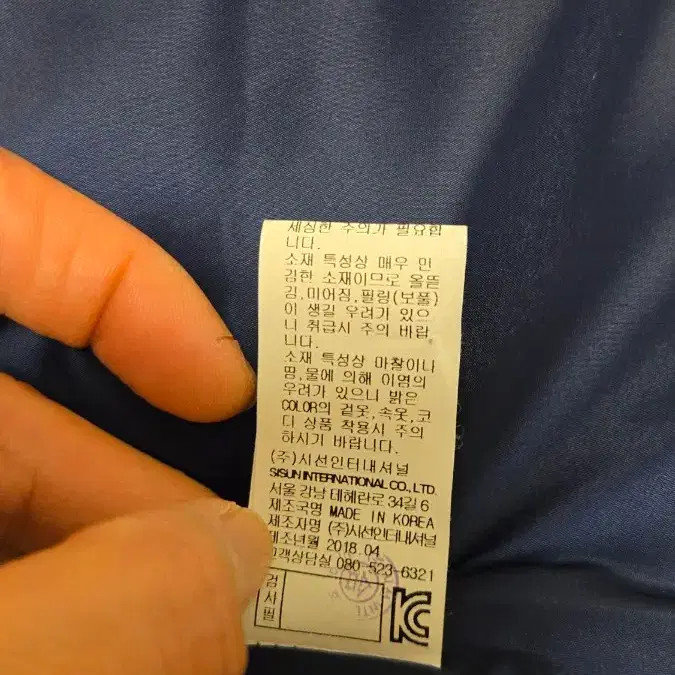 세심한 주의가 필요합
니다.
소재 특성상 매우 민
감한 소재이므로 올뜯
김,미어짐,필링(보풀)
이 생길 우려가 있으
니 취급시 주의 바랍
니다.
소재 특성상 마찰이나
땀,물에 의해 이염의
우려가 있으니 밝은
COLOR의 겉옷,속옷,코
디 상품 착용시 주의
하시기 바랍니다.
(주)시선인터내셔널
SISUN INTERNATIONAL CO., LTD.
서울 강남 테헤란로 34길 6
제조국명 MADE IN KOREA
제조자명 (주)시선인터내셔널
제조년월 2018.04
고객상담실 080 523-6321
검
사
필
KC